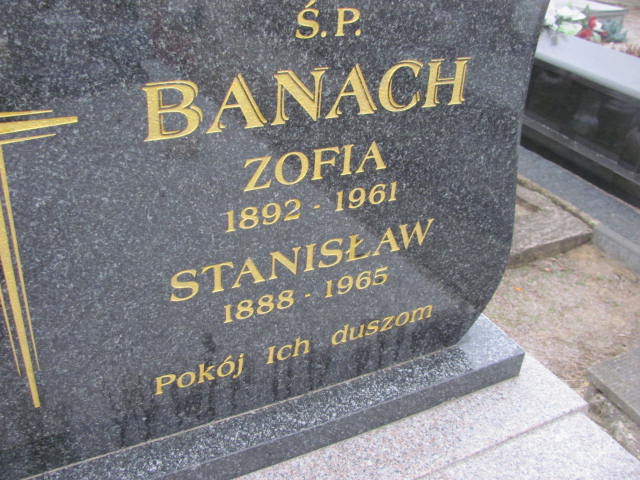 Ś.P.
BANACH
ZOFIA
1892 - 1961
STANISŁAW
1888 - 1965
Pokój Ich duszom